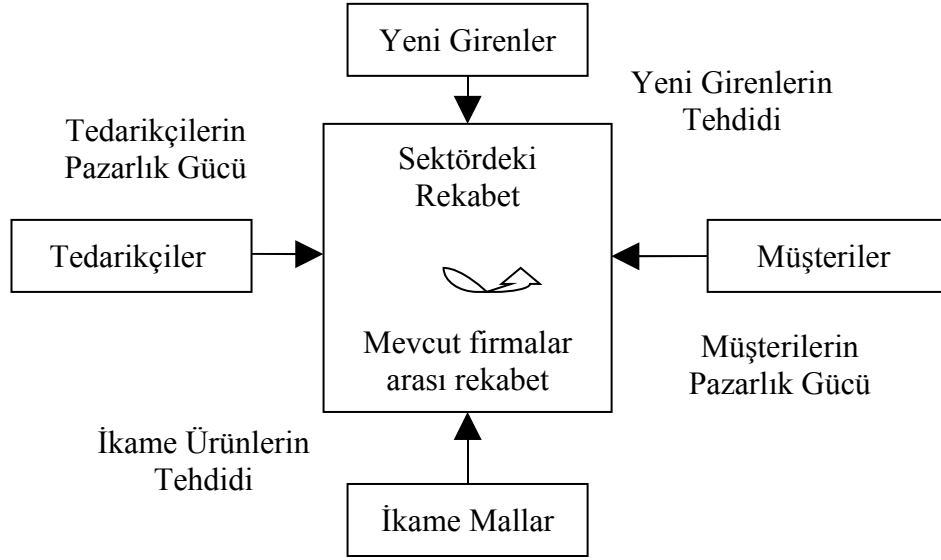 Yeni Girenler
Yeni Girenlerin
Tehdidi
Tedarikçilerin
Pazarlık Gücü
Sektördeki
Rekabet
Tedarikçiler
Müşteriler
Mevcut firmalar
arası rekabet
Müşterilerin
Pazarlık Gücü
İkame Ürünlerin
Tehdidi
İkame Mallar